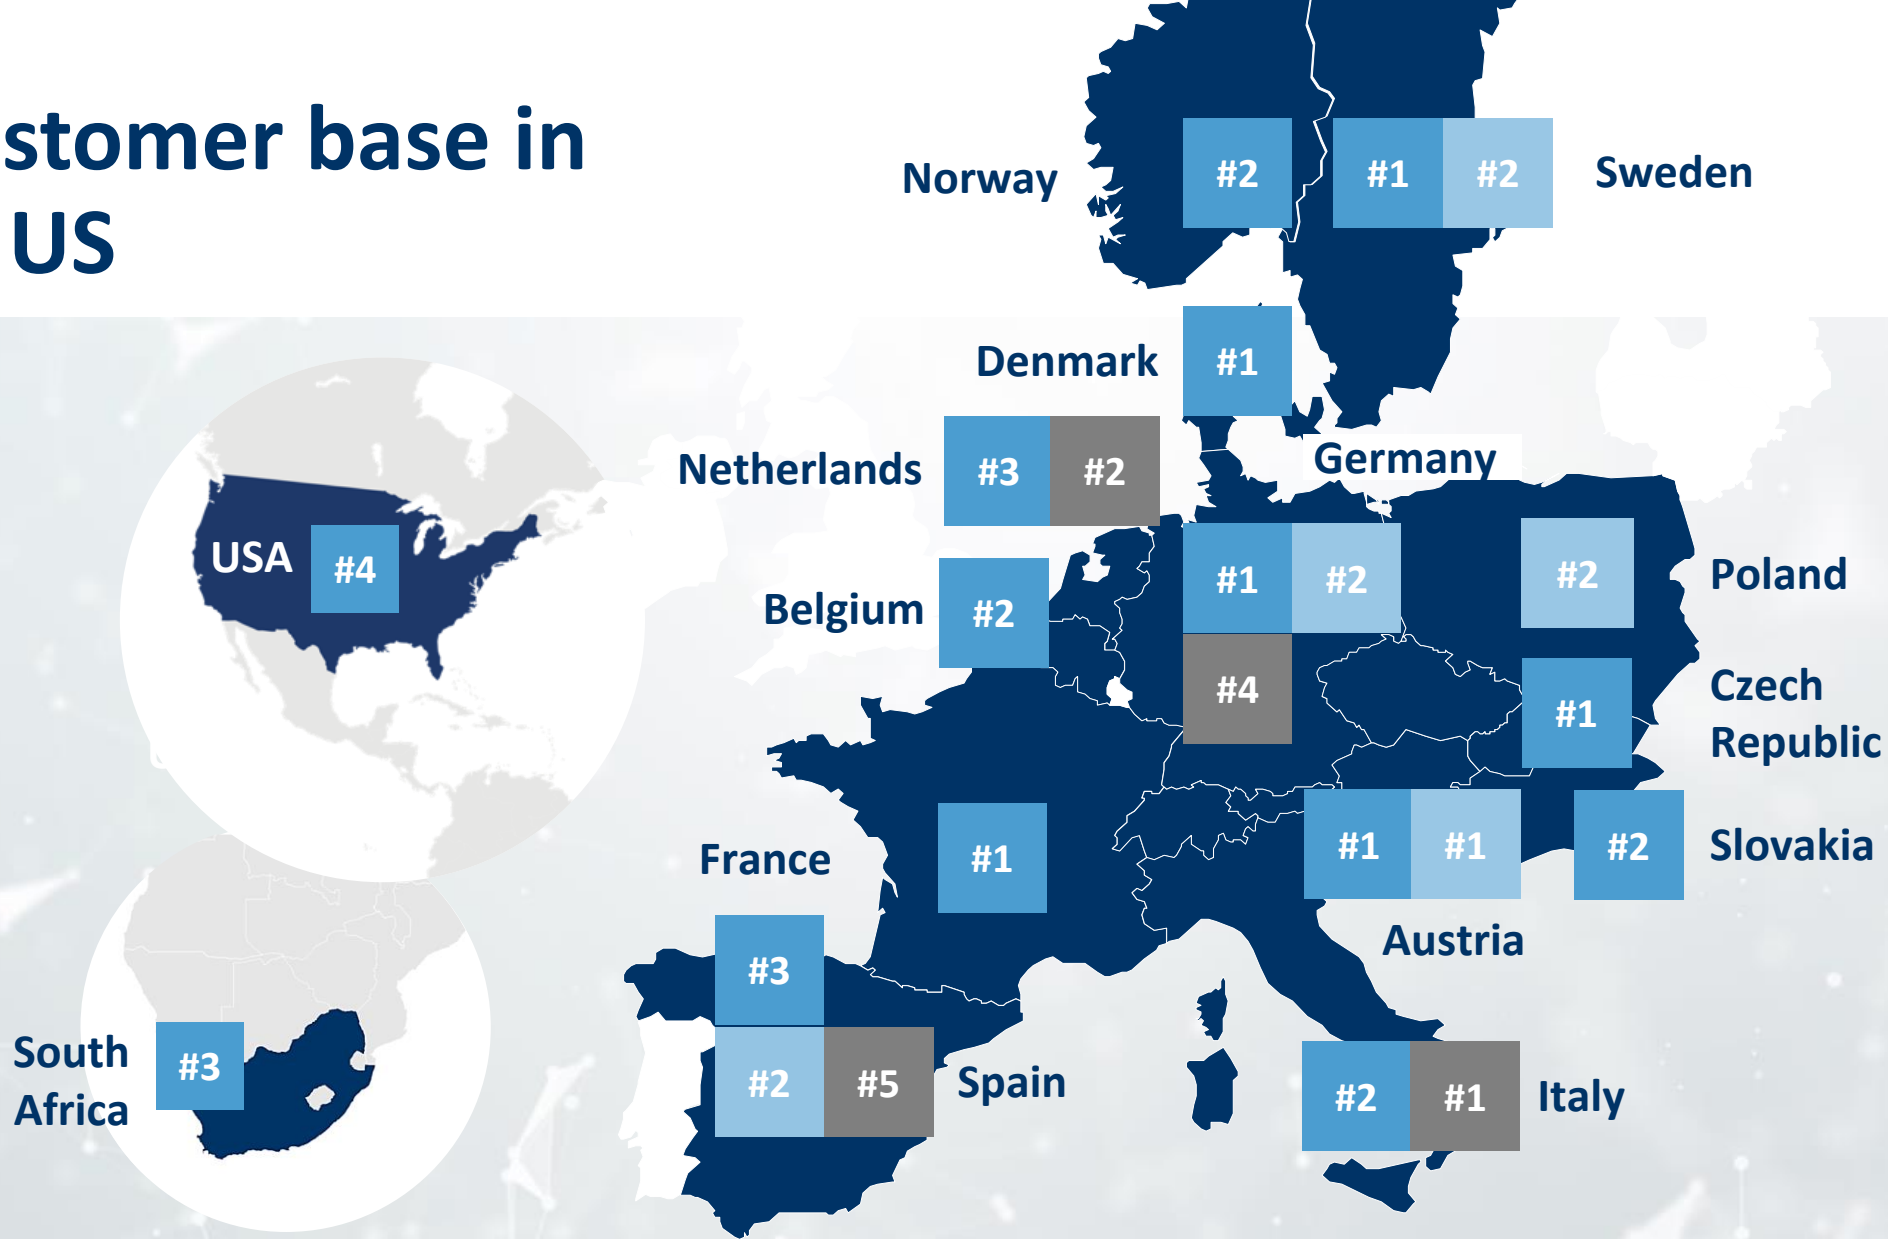 stomer base in
US
Norway
#2
#1
#2
Sweden
Denmark
#1
Netherlands
#3
#2
Germany
USA
#4
Belgium
#2
#1
#2
#4
#2
Poland
#1
Czech
Republic
France
#1
#1
#1
Austria
#2
Slovakia
#3
#2
#5
Spain
South
Africa
#3
#2
#1
Italy